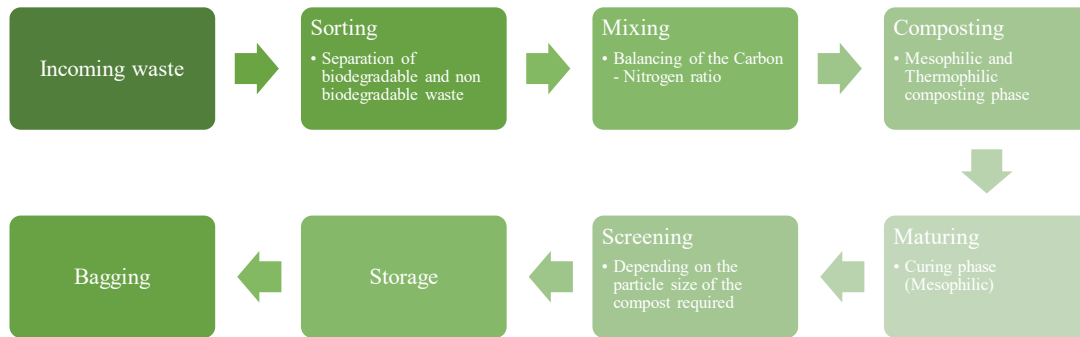 Incoming waste
Sorting
• Separation of
biodegradable and non
biodegradable waste
Mixing
• Balancing of the Carbon
- Nitrogen ratio
Composting
• Mesophilic and
Thermophilic
composting phase
Maturing
• Curing phase
(Mesophilic)
Screening
• Depending on the
particle size of the
compost required
Storage
Bagging